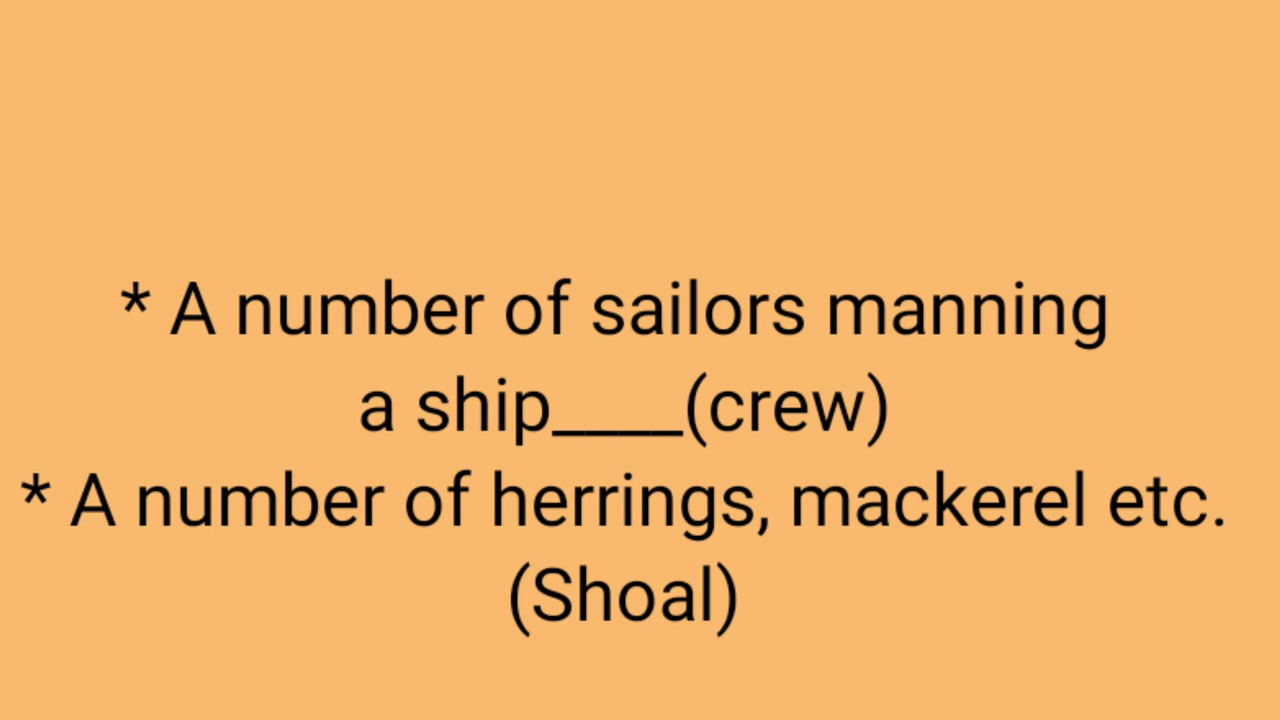 * A number of sailors manning
a ship____(crew)
* A number of herrings, mackerel etc.
(Shoal)